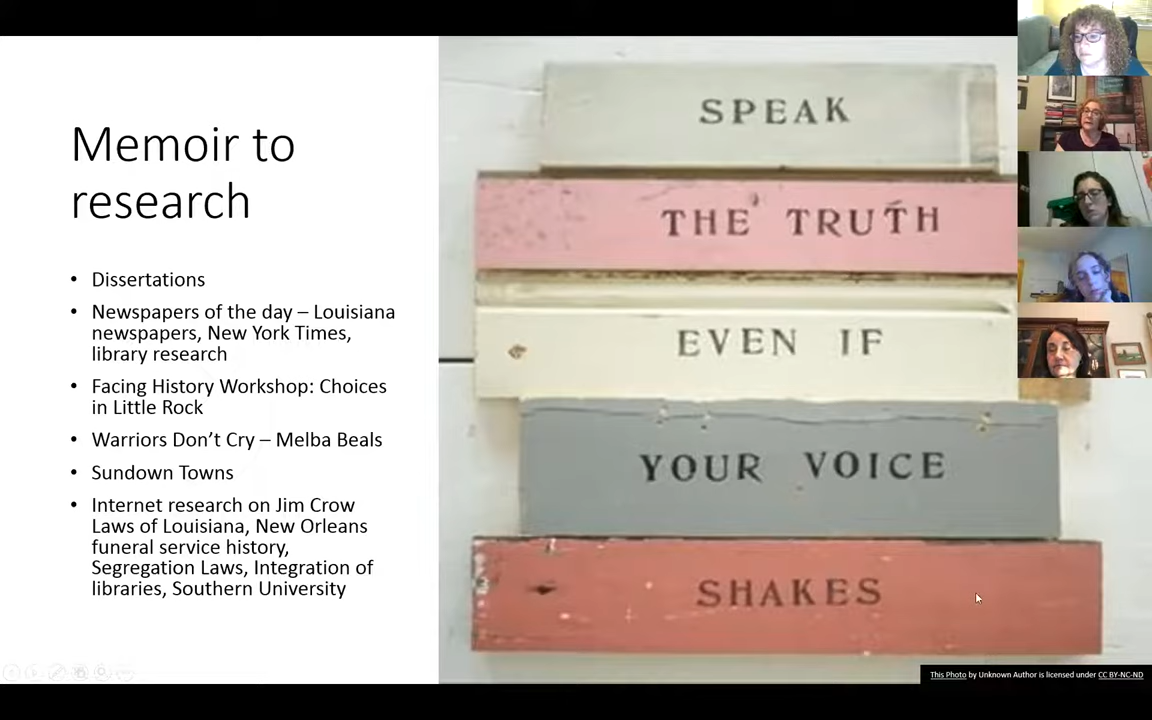 Memoir to
research
• Dissertations
• Newspapers of the day – Louisiana
newspapers, New York Times,
library research
• Facing History Workshop: Choices
in Little Rock
• Warriors Don't Cry – Melba Beals
• Sundown Towns
• Internet research on Jim Crow
Laws of Louisiana, New Orleans
funeral service history,
Segregation Laws, Integration of
libraries, Southern University
SPEAK
THE TRUTH
EVEN IF
YOUR VOICE
SHAKES
This Photo by Unknown Author is licensed under CC BY-NC-ND